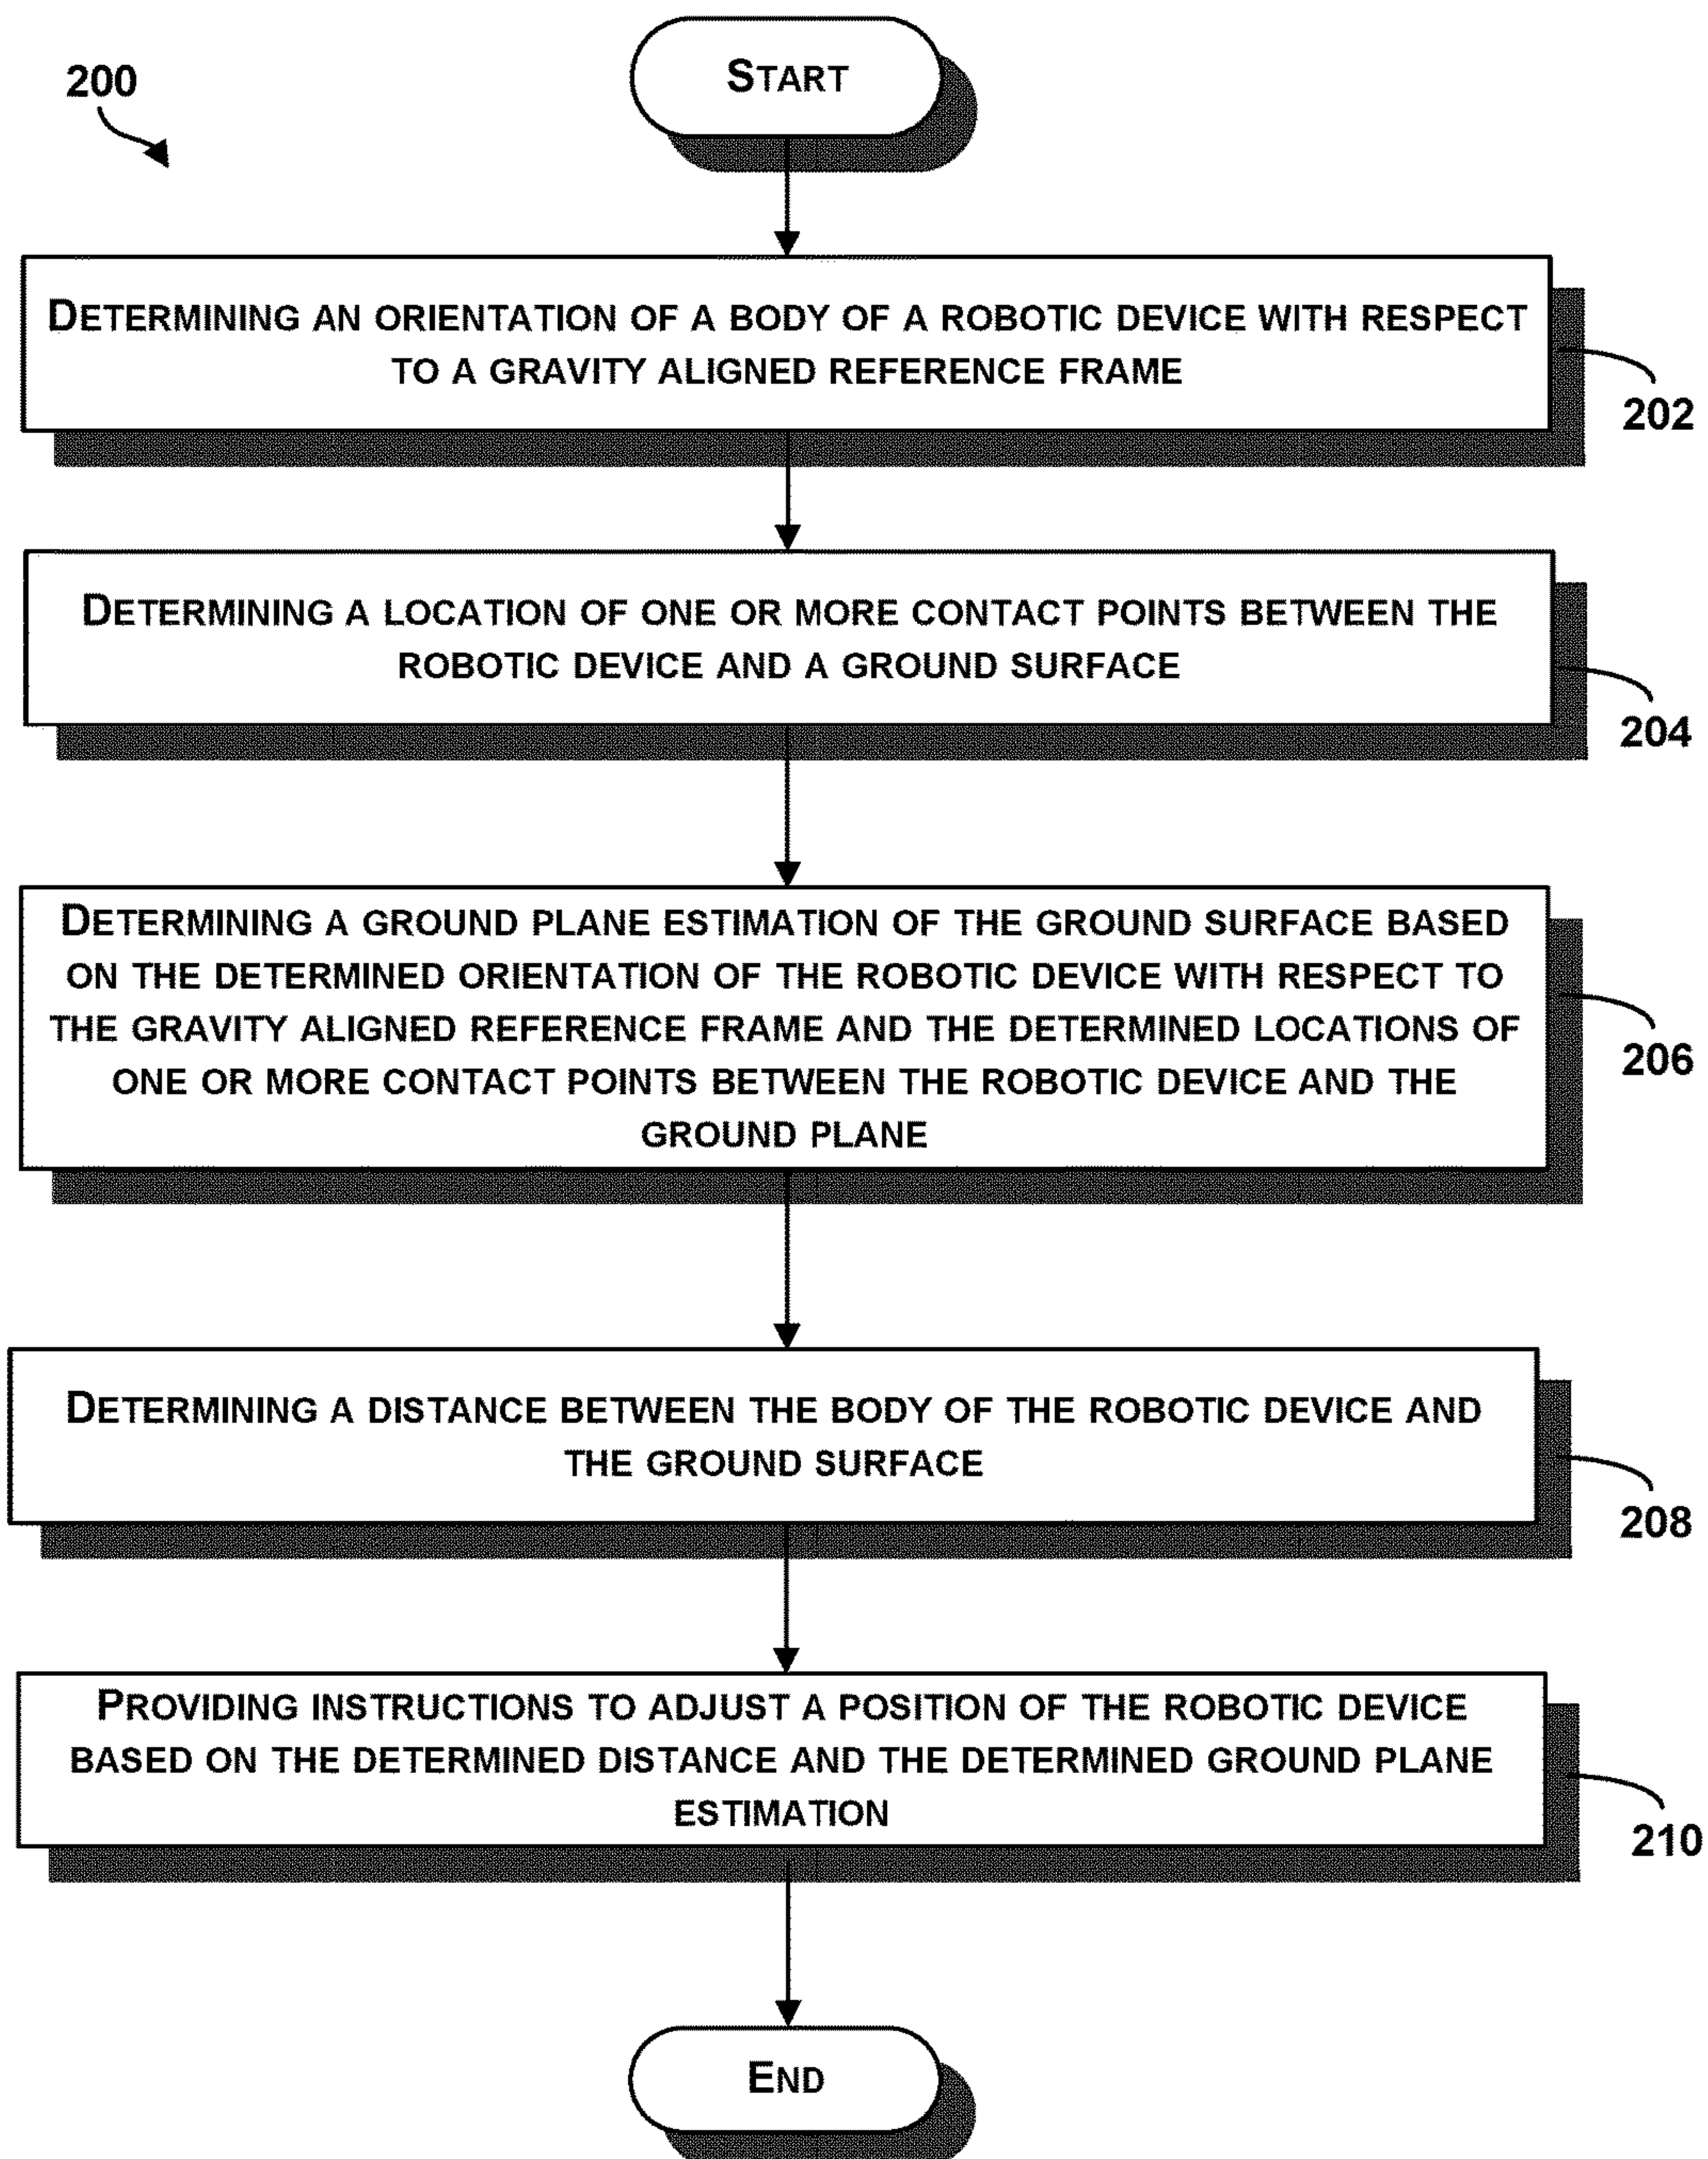 200
START
DETERMINING AN ORIENTATION OF A BODY OF A ROBOTIC DEVICE WITH RESPECT
TO A GRAVITY ALIGNED REFERENCE FRAME
202
DETERMINING A LOCATION OF ONE OR MORE CONTACT POINTS BETWEEN THE
ROBOTIC DEVICE AND A GROUND SURFACE
204
DETERMINING A GROUND PLANE ESTIMATION OF THE GROUND SURFACE BASED
ON THE DETERMINED ORIENTATION OF THE ROBOTIC DEVICE WITH RESPECT TO
THE GRAVITY ALIGNED REFERENCE FRAME AND THE DETERMINED LOCATIONS OF
ONE OR MORE CONTACT POINTS BETWEEN THE ROBOTIC DEVICE AND THE
GROUND PLANE
206
DETERMINING A DISTANCE BETWEEN THE BODY OF THE ROBOTIC DEVICE AND
THE GROUND SURFACE
208
PROVIDING INSTRUCTIONS TO ADJUST A POSITION OF THE ROBOTIC DEVICE
BASED ON THE DETERMINED DISTANCE AND THE DETERMINED GROUND PLANE
ESTIMATION
210
END